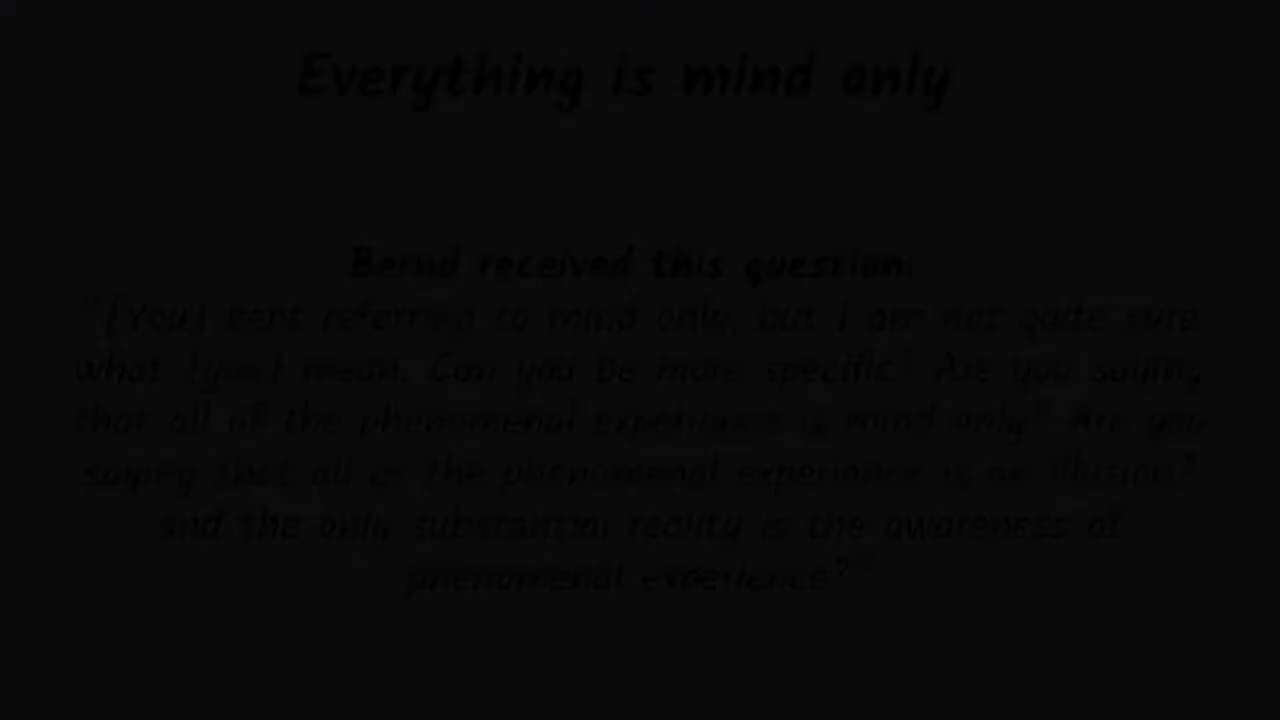 Everything is mind only
Bernd received this question:
"[You] kept referring to mind only, but I am not quite sure
what [you] mean. Can you be more specific? Are you saying
that all of the phenomenal experience is mind only? Are you
saying that all of the phenomenal experience is an illusion?
and the only substantial reality is the awareness of
phenomenal experience?"